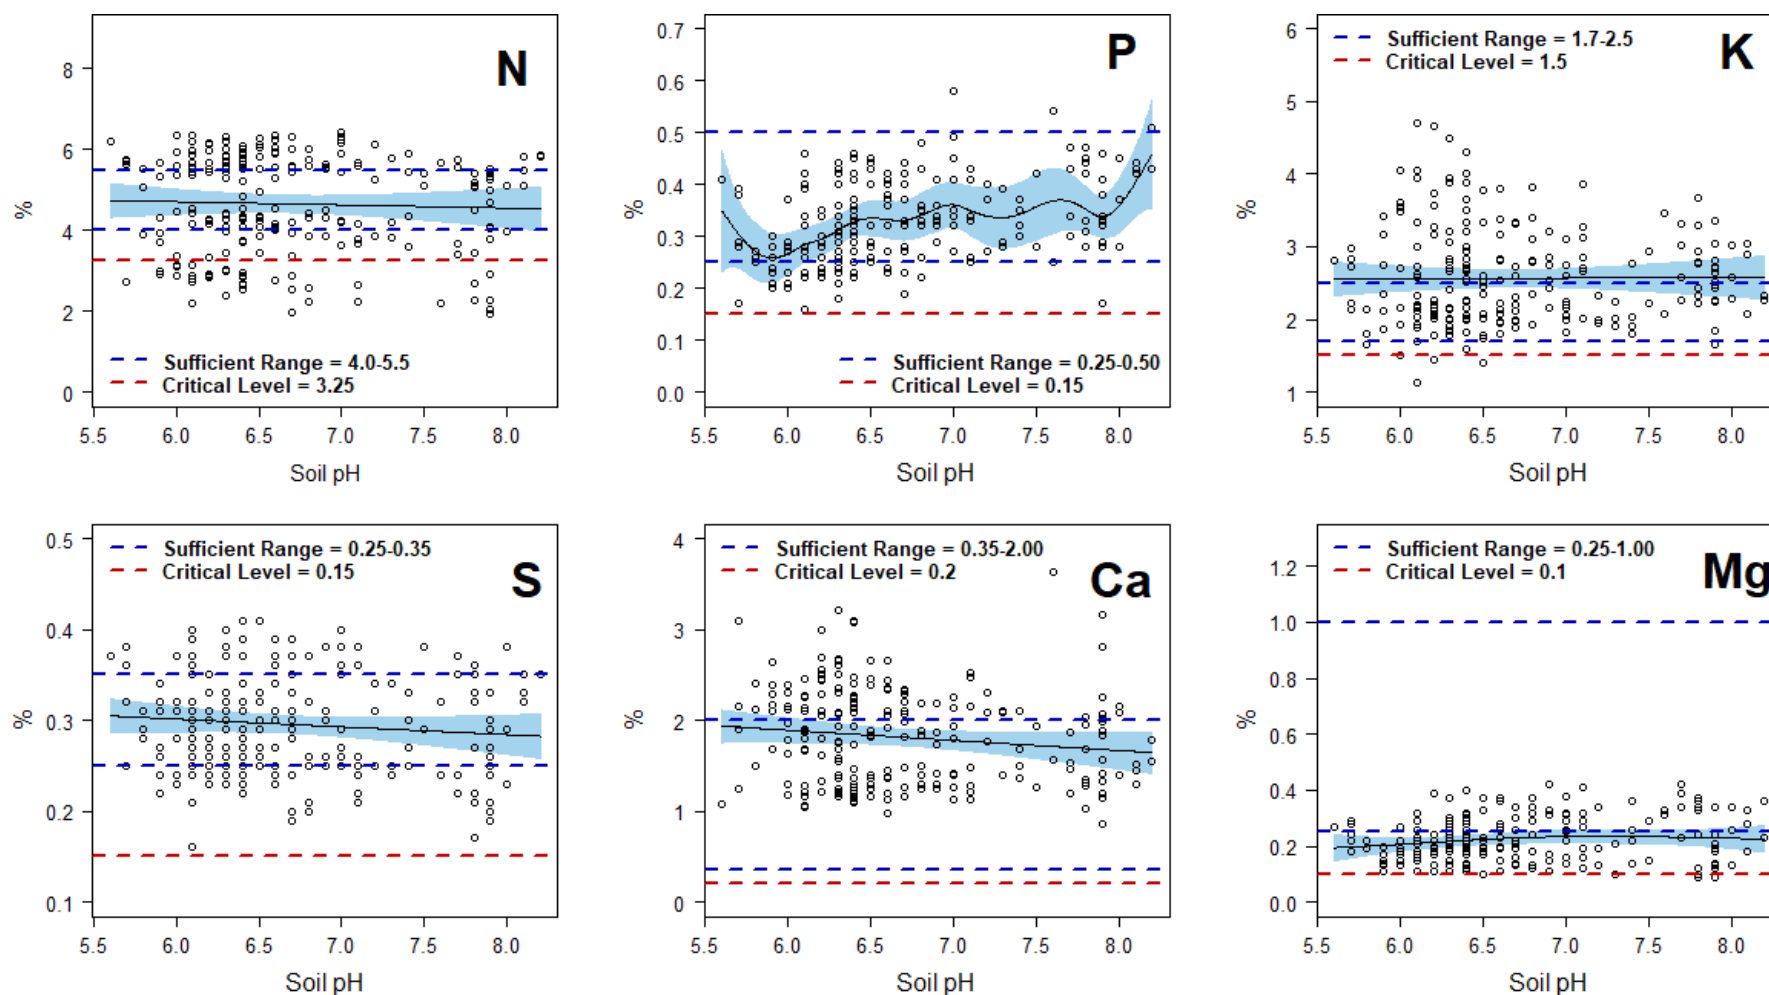 N
8
6
4
2
0
%
Sufficient Range = 4.0-5.5
Critical Level = 3.25
5.5 6.0 6.5 7.0 7.5 8.0
Soil pH
P
0.7
0.6
0.5
0.4
0.3
0.2
0.1
0.0
%
Sufficient Range = 0.25-0.50
Critical Level = 0.15
5.5 6.0 6.5 7.0 7.5 8.0
Soil pH
K
Sufficient Range = 1.7-2.5
Critical Level = 1.5
6
5
4
3
2
1
%
5.5 6.0 6.5 7.0 7.5 8.0
Soil pH
S
Sufficient Range = 0.25-0.35
Critical Level = 0.15
0.5
0.4
0.3
0.2
0.1
%
5.5 6.0 6.5 7.0 7.5 8.0
Soil pH
Ca
Sufficient Range = 0.35-2.00
Critical Level = 0.2
4
3
2
1
0
%
5.5 6.0 6.5 7.0 7.5 8.0
Soil pH
Mg
Sufficient Range = 0.25-1.00
Critical Level = 0.1
1.2
1.0
0.8
0.6
0.4
0.2
0.0
%
5.5 6.0 6.5 7.0 7.5 8.0
Soil pH